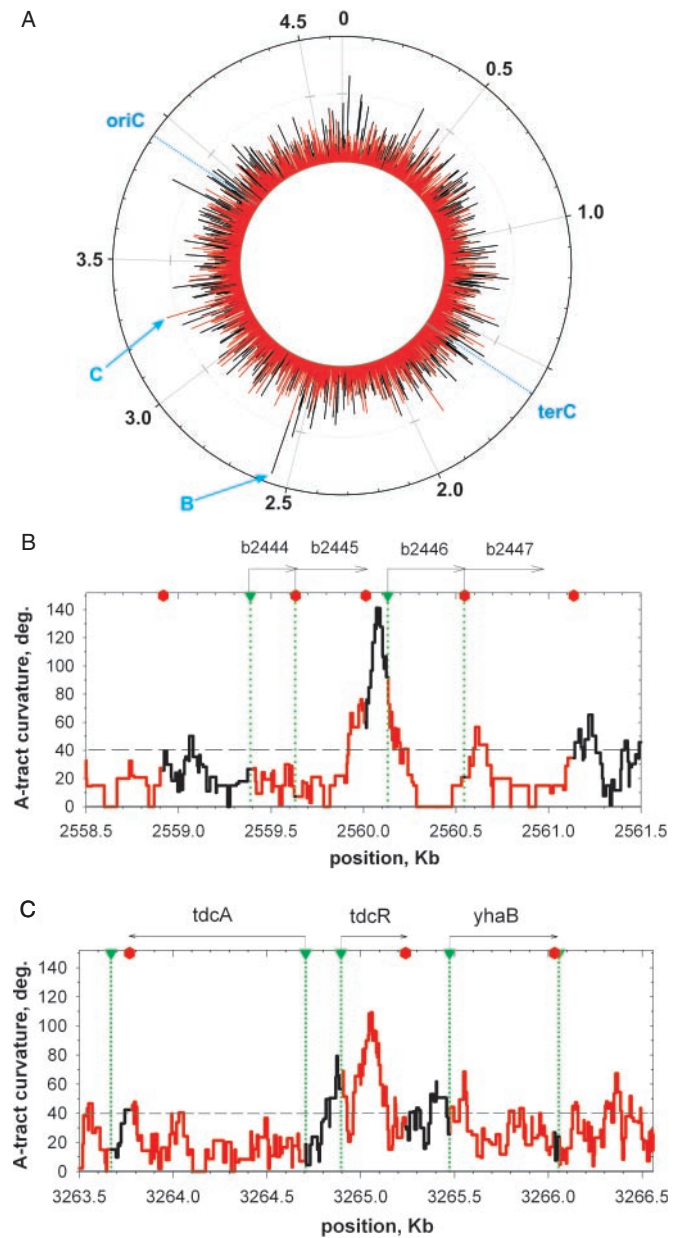 A
0
0.5
1.0
terC
2.0
2.5
B
3.0
C
3.5
oriC
4.5
B
b2444 b2445 b2446 b2447
A-tract curvature, deg.
140
120
100
80
60
40
20
0
2558.5 2559.0 2559.5 2560.0 2560.5 2561.0 2561.5
position, Kb
C
tdcA tdcR yhaB
A-tract curvature, deg.
140
120
100
80
60
40
20
0
3263.5 3264.0 3264.5 3265.0 3265.5 3266.0 3266.5
position, Kb